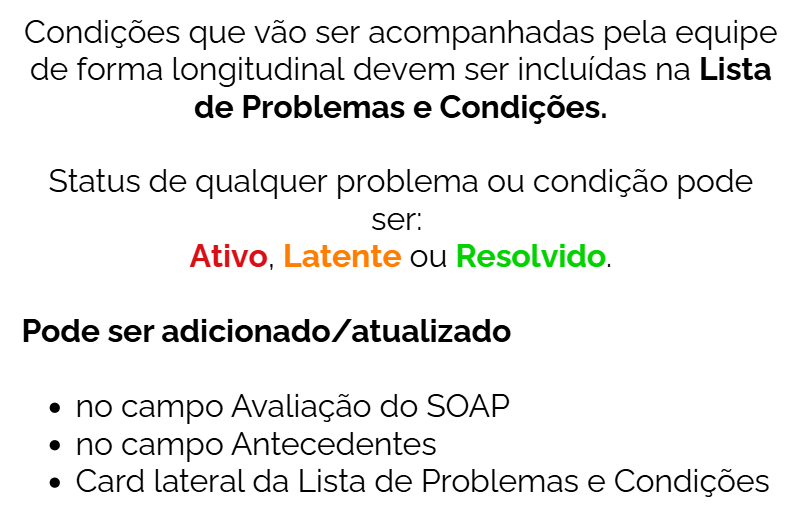 Condições que vão ser acompanhadas pela equipe
de forma longitudinal devem ser incluídas na Lista
de Problemas e Condições.
Status de qualquer problema ou condição pode
ser:
Ativo, Latente ou Resolvido.
Pode ser adicionado/atualizado
• no campo Avaliação do SOAP
• no campo Antecedentes
• Card lateral da Lista de Problemas e Condições